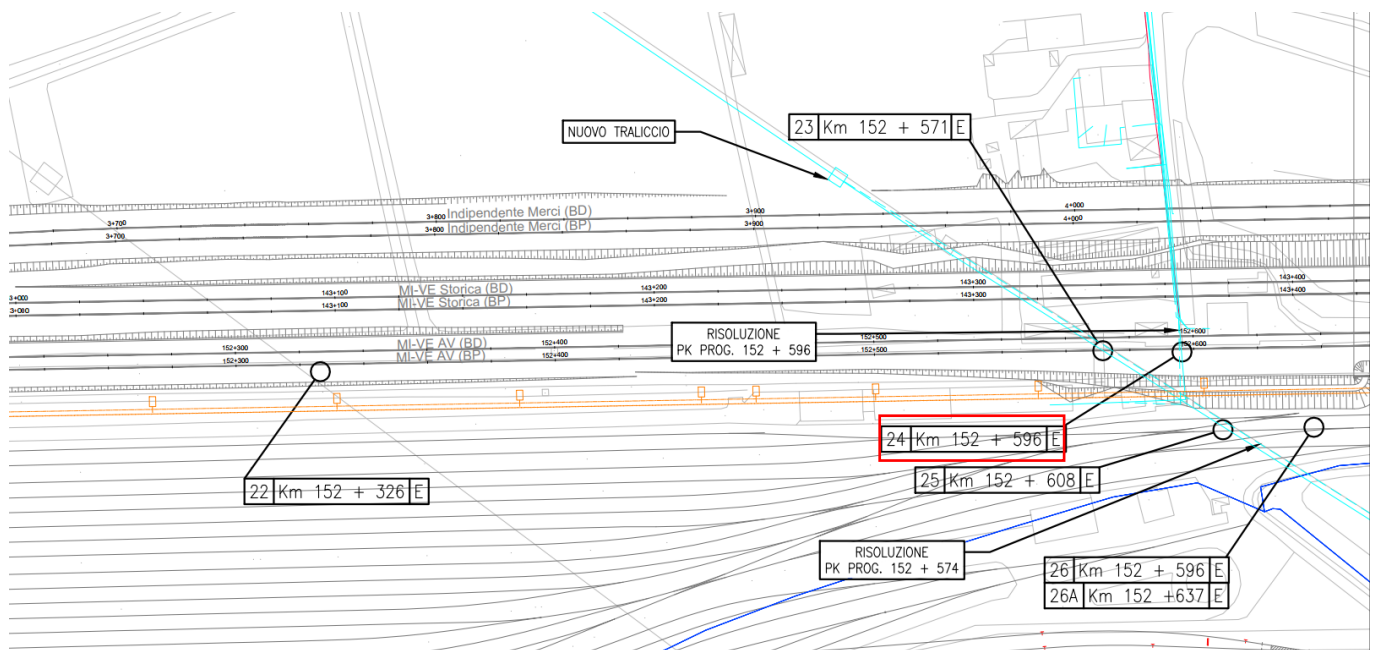 NUOVO TRALICCIO
23 Km 152 + 571 E
3+700
3+800 Indipendente Merci (BD)
3+900
4+000
3+700
3+800 Indipendente Merci (BP)
3+900
4+000
143+100
MI-VE Storica (BD)
143+200
143+300
143+400
3+000
143+100
MI-VE Storica (BP)
143+200
143+300
143+400
RISOLUZIONE
PK PROG. 152 + 596
152+300
MI-VE AV (BD)
152+400
152+500
152+600
152+300
MI-VE AV (BP)
152+400
152+500
152+600
24 Km 152 + 596 E
25 Km 152 + 608 E
22 Km 152 + 326 E
RISOLUZIONE
PK PROG. 152 + 574
26 Km 152 + 596 E
26A Km 152 +637 E